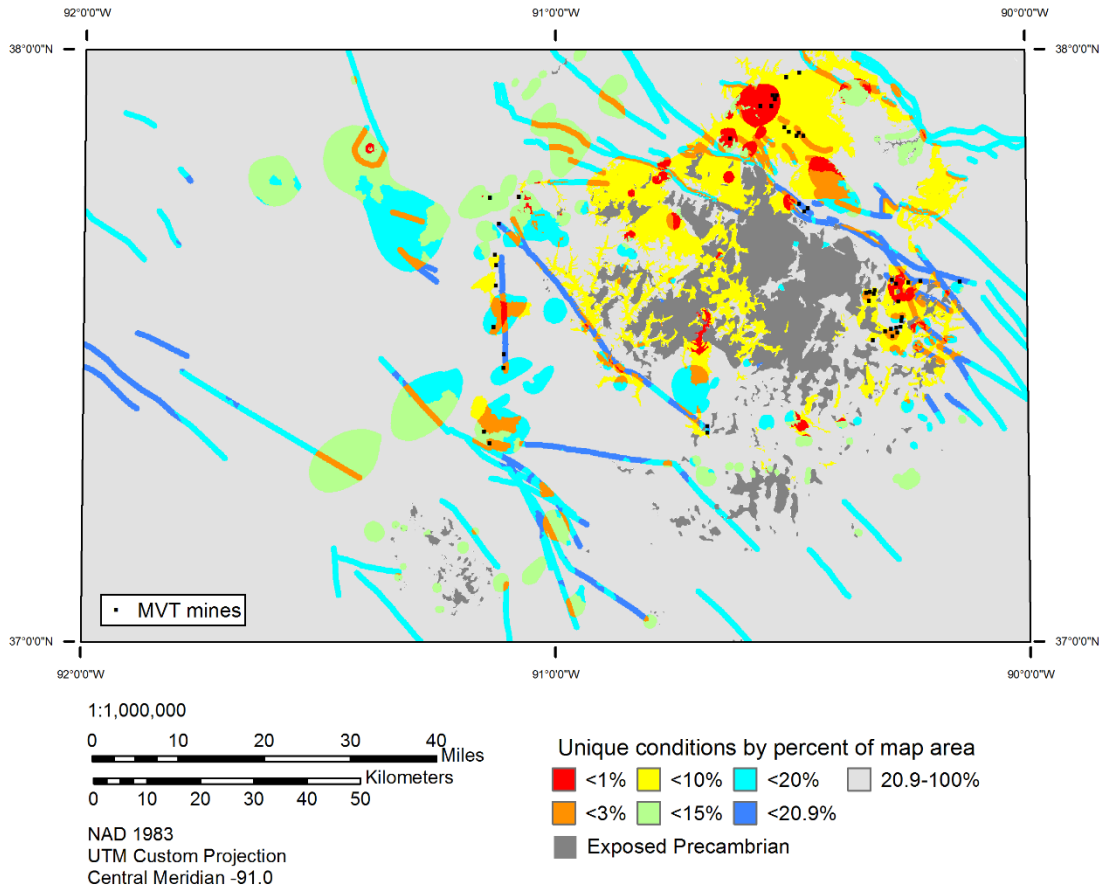 92°0'0"W 91°0'0"W 90°0'0"W
38°0'0"N 38°0'0"N
MVT mines
37°0'0"N 37°0'0"N
92°0'0"W 91°0'0"W 90°0'0"W
1:1,000,000
0 10 20 30 40
Miles
Kilometers
0 10 20 30 40 50
NAD 1983
UTM Custom Projection
Central Meridian -91.0
Unique conditions by percent of map area
<1% <10% <20% 20.9-100%
<3% <15% <20.9%
Exposed Precambrian